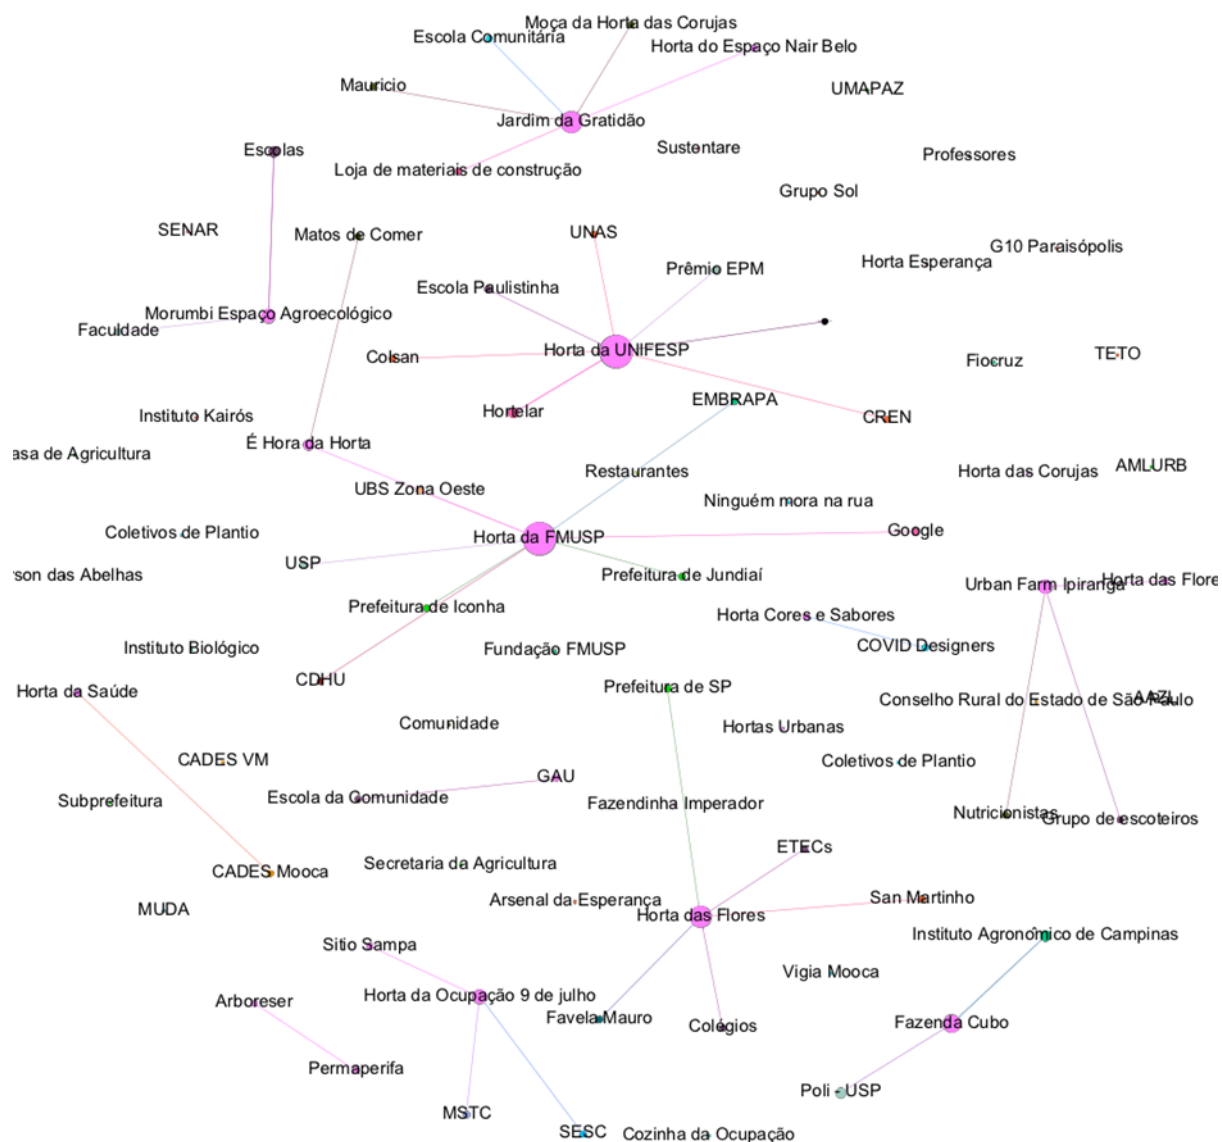 Moça da Horta das Corujas
Escola Comunitária
Horta do Espaço Nair Belo
Mauricio
UMAPAZ
Jardim da Gratidão
Sustentare
Escolas
Professores
Loja de materiais de construção
Grupo Sol
SENAR
Matos de Comer
UNAS
G10 Paraisópolis
Prêmio EPM
Horta Esperança
Escola Paulistinha
Morumbi Espaço Agroecológico
Faculdade
Horta da UNIFESP
Colsan
TETO
Fiocruz
EMBRAPA
Hortelar
Instituto Kairós
CREN
É Hora da Horta
asa de Agricultura
Restaurantes
Horta das Corujas
AMLURB
UBS Zona Oeste
Ninguém mora na rua
Coletivos de Plantio
Horta da FMUSP
Google
USP
rson das Abelhas
Prefeitura de Jundiaí
Urban Farm Ipiranga
Horta das Flore
Prefeitura de Iconha
Horta Cores e Sabores
Instituto Biológico
Fundação FMUSP
COVID Designers
CDHU
Prefeitura de SP
Horta da Saúde
Conselho Rural do Estado de São Paulo
AAZL
Comunidade
Hortas Urbanas
CADES VM
Coletivos de Plantio
GAU
Subprefeitura
Escola da Comunidade
Fazendinha Imperador
Nutricionistas
Grupo de escoteiros
ETECs
Secretaria da Agricultura
CADES Mooca
Arsenal da Esperança
San Martinho
MUDA
Horta das Flores
Instituto Agronômico de Campinas
Sitio Sampa
Vigia Mooca
Horta da Ocupação 9 de julho
Arboreser
Favela Mauro
Colégios
Fazenda Cubo
Permaperifa
Poli - USP
MSTC
SESC
Cozinha da Ocupação